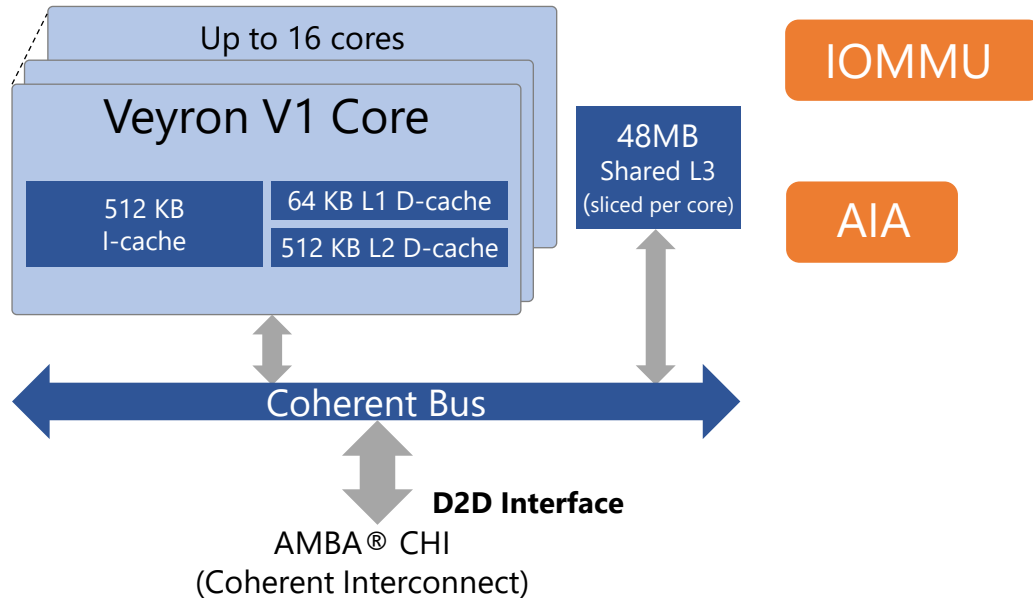 Up to 16 cores
Veyron V1 Core
512 KB
I-cache
64 KB L1 D-cache
512 KB L2 D-cache
48MB
Shared L3
(sliced per core)
IOMMU
AIA
Coherent Bus
D2D Interface
AMBA® CHI
(Coherent Interconnect)